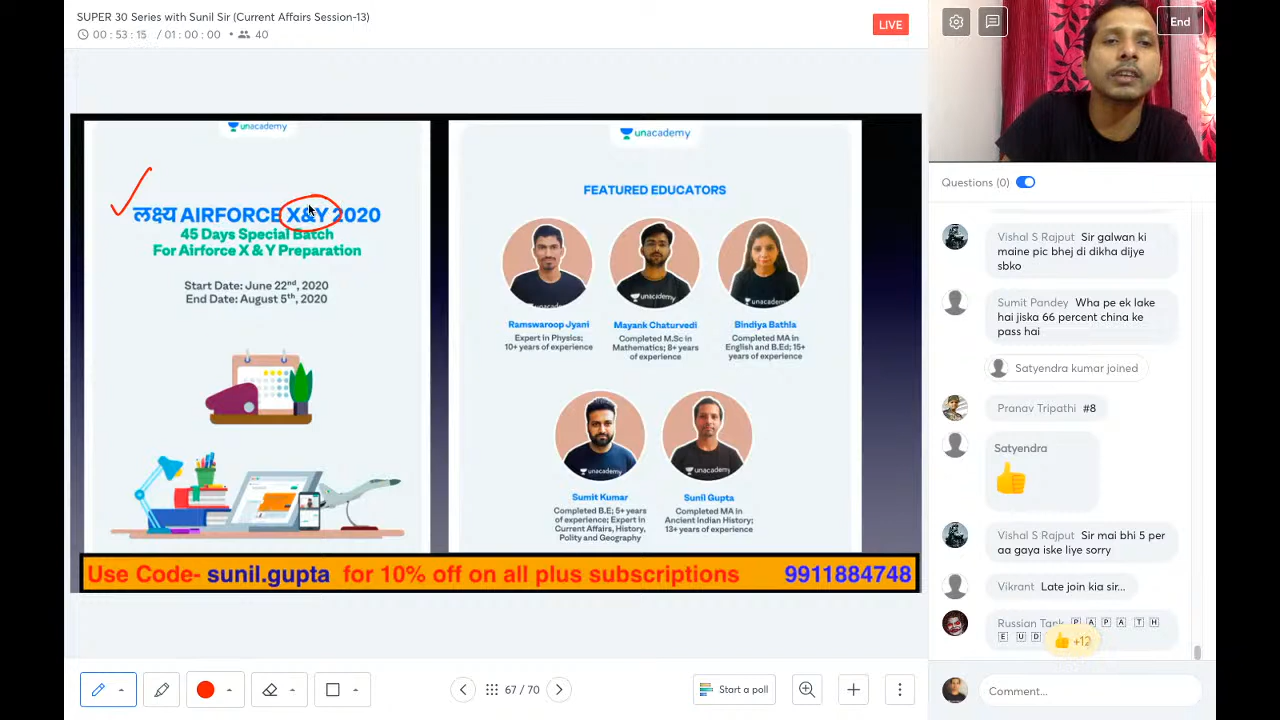 SUPER 30 Series with Sunil Sir (Current Affairs Session-13)
00 : 53 : 15 / 01 : 00 : 00 • 40
LIVE
End
unacademy
लक्ष्य AIRFORCE X&Y 2020
45 Days Special Batch
For Airforce X & Y Preparation
Start Date: June 22nd, 2020
End Date: August 5th, 2020
unacademy
FEATURED EDUCATORS
unacademy
unacademy
unacademy
Ramswaroop Jyani
Expert in Physics;
10+ years of experience
Mayank Chaturvedi
Completed M.Sc in
Mathematics; 8+ years
of experience
Bindiya Bathla
Completed MA in
English and B.Ed; 15+
years of experience
unacademy
unacademy
Sumit Kumar
Completed B.E; 5+ years
of experience; Expert in
Current Affairs, History,
Polity and Geography
Sunil Gupta
Completed MA in
Ancient Indian History;
13+ years of experience
Use Code- sunil.gupta for 10% off on all plus subscriptions 9911884748
67 / 70
Start a poll
Questions (0)
Vishal S Rajput Sir galwan ki
maine pic bhej di dikha dijye
sbko
Sumit Pandey Wha pe ek lake
hai jiska 66 percent china ke
pass hai
Satyendra kumar joined
Pranav Tripathi #8
Satyendra
Vishal S Rajput Sir mai bhi 5 per
aa gaya iske liye sorry
Vikrant Late join kia sir...
Russian Tank P A P A T H
E U D
+12
Comment...